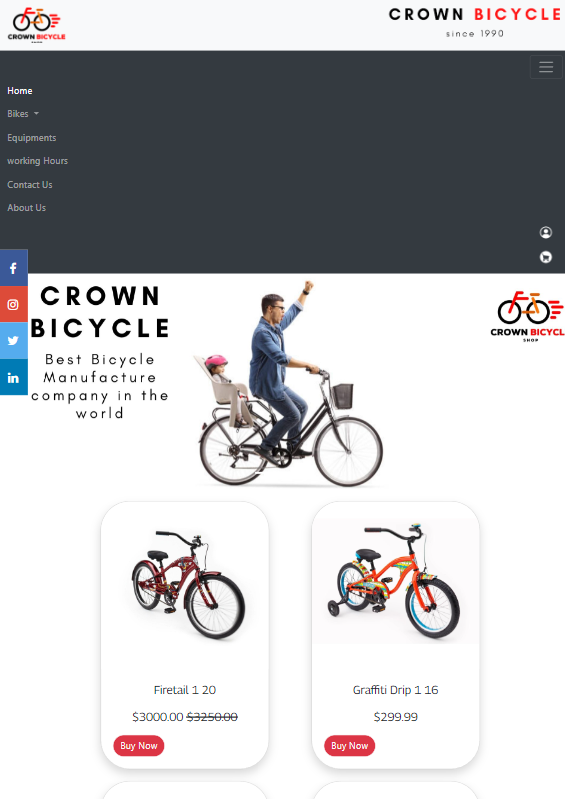 CROWN BICYCLE
SHOP
CROWN BICYCLE
since 1990
Home
Bikes
Equipments
working Hours
Contact Us
About Us
CROWN
BICYCLE
Best Bicycle
Manufacture
company in the
world
CROWN BICYCL
SHOP
Firetail 1 20
$3000.00 $3250.00
Buy Now
Graffiti Drip 1 16
$299.99
Buy Now